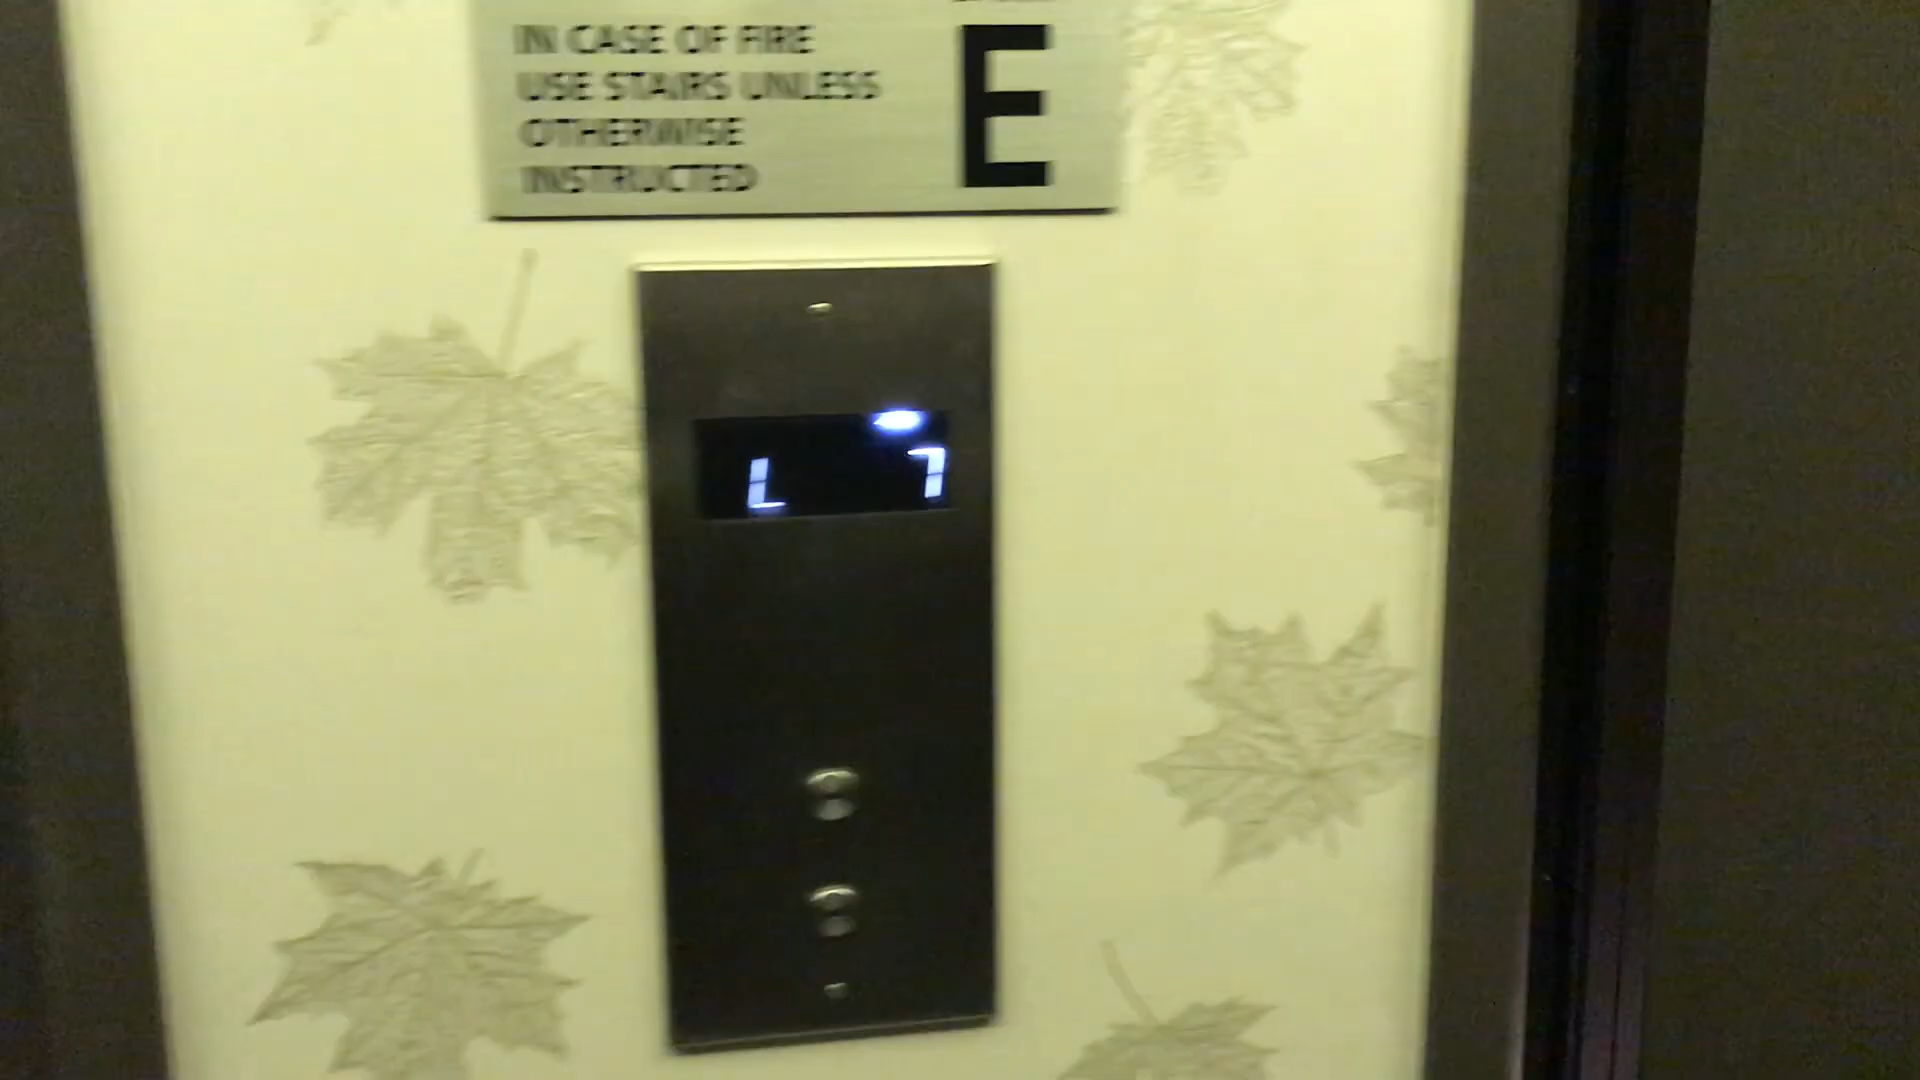 IN CASE OF FIRE
USE STAIRS UNLESS
OTHERWISE
INSTRUCTED
E
L 7